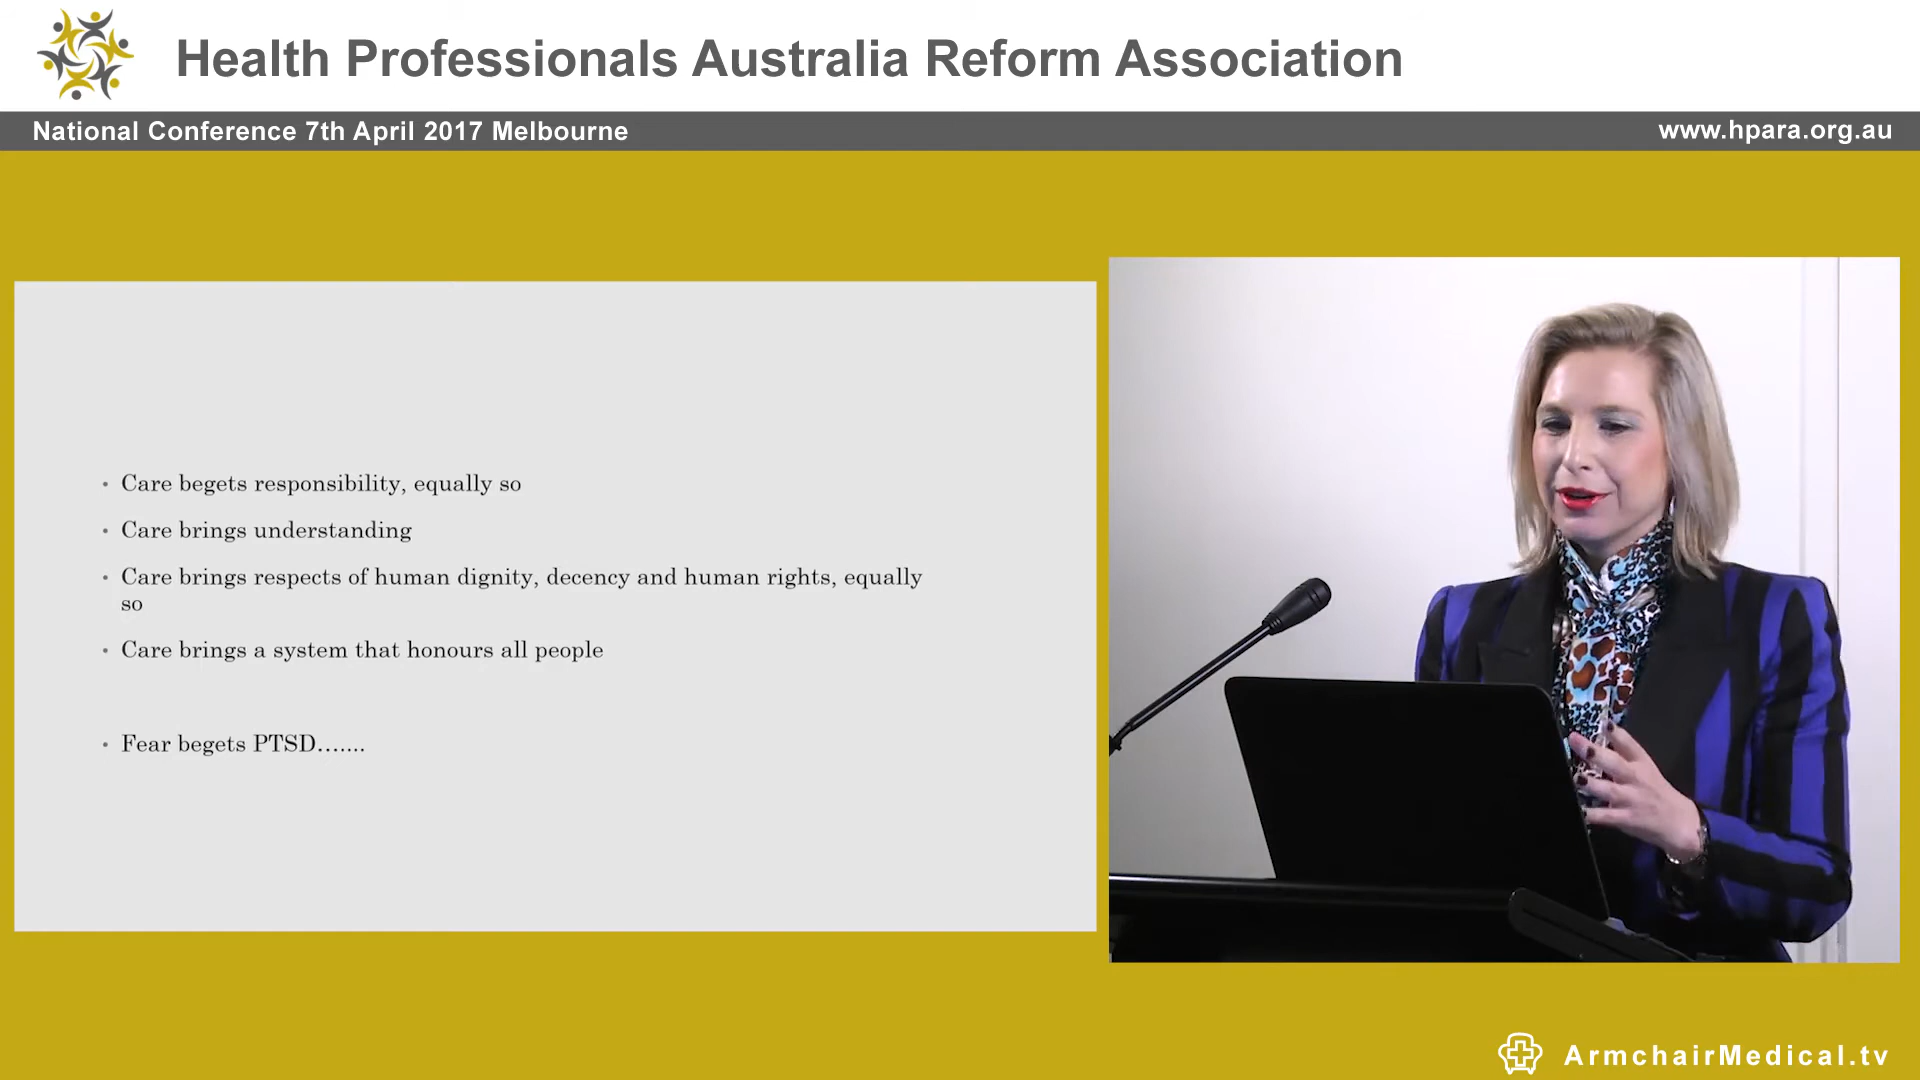 Health Professionals Australia Reform Association
National Conference 7th April 2017 Melbourne
www.hpara.org.au
• Care begets responsibility, equally so
• Care brings understanding
• Care brings respects of human dignity, decency and human rights, equally
so
• Care brings a system that honours all people
• Fear begets PTSD…....
ArmchairMedical.tv